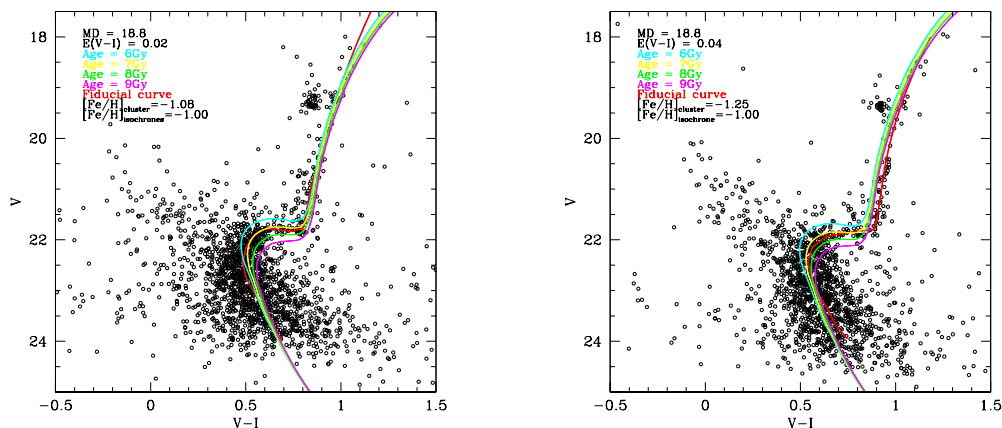 MD = 18.8
E(V-I) = 0.02
Age = 6Gy
Age = 7Gy
Age = 8Gy
Age = 9Gy
Fiducial curve
[Fe/H]cluster=-1.08
[Fe/H]isochrones=-1.00
18
20
22
24
V
-0.5
0
0.5
1
1.5
V-I
MD = 18.8
E(V-I) = 0.04
Age = 6Gy
Age = 7Gy
Age = 8Gy
Age = 9Gy
Fiducial curve
[Fe/H]cluster=-1.25
[Fe/H]isochrone=-1.00
18
20
22
24
V
-0.5
0
0.5
1
1.5
V-I